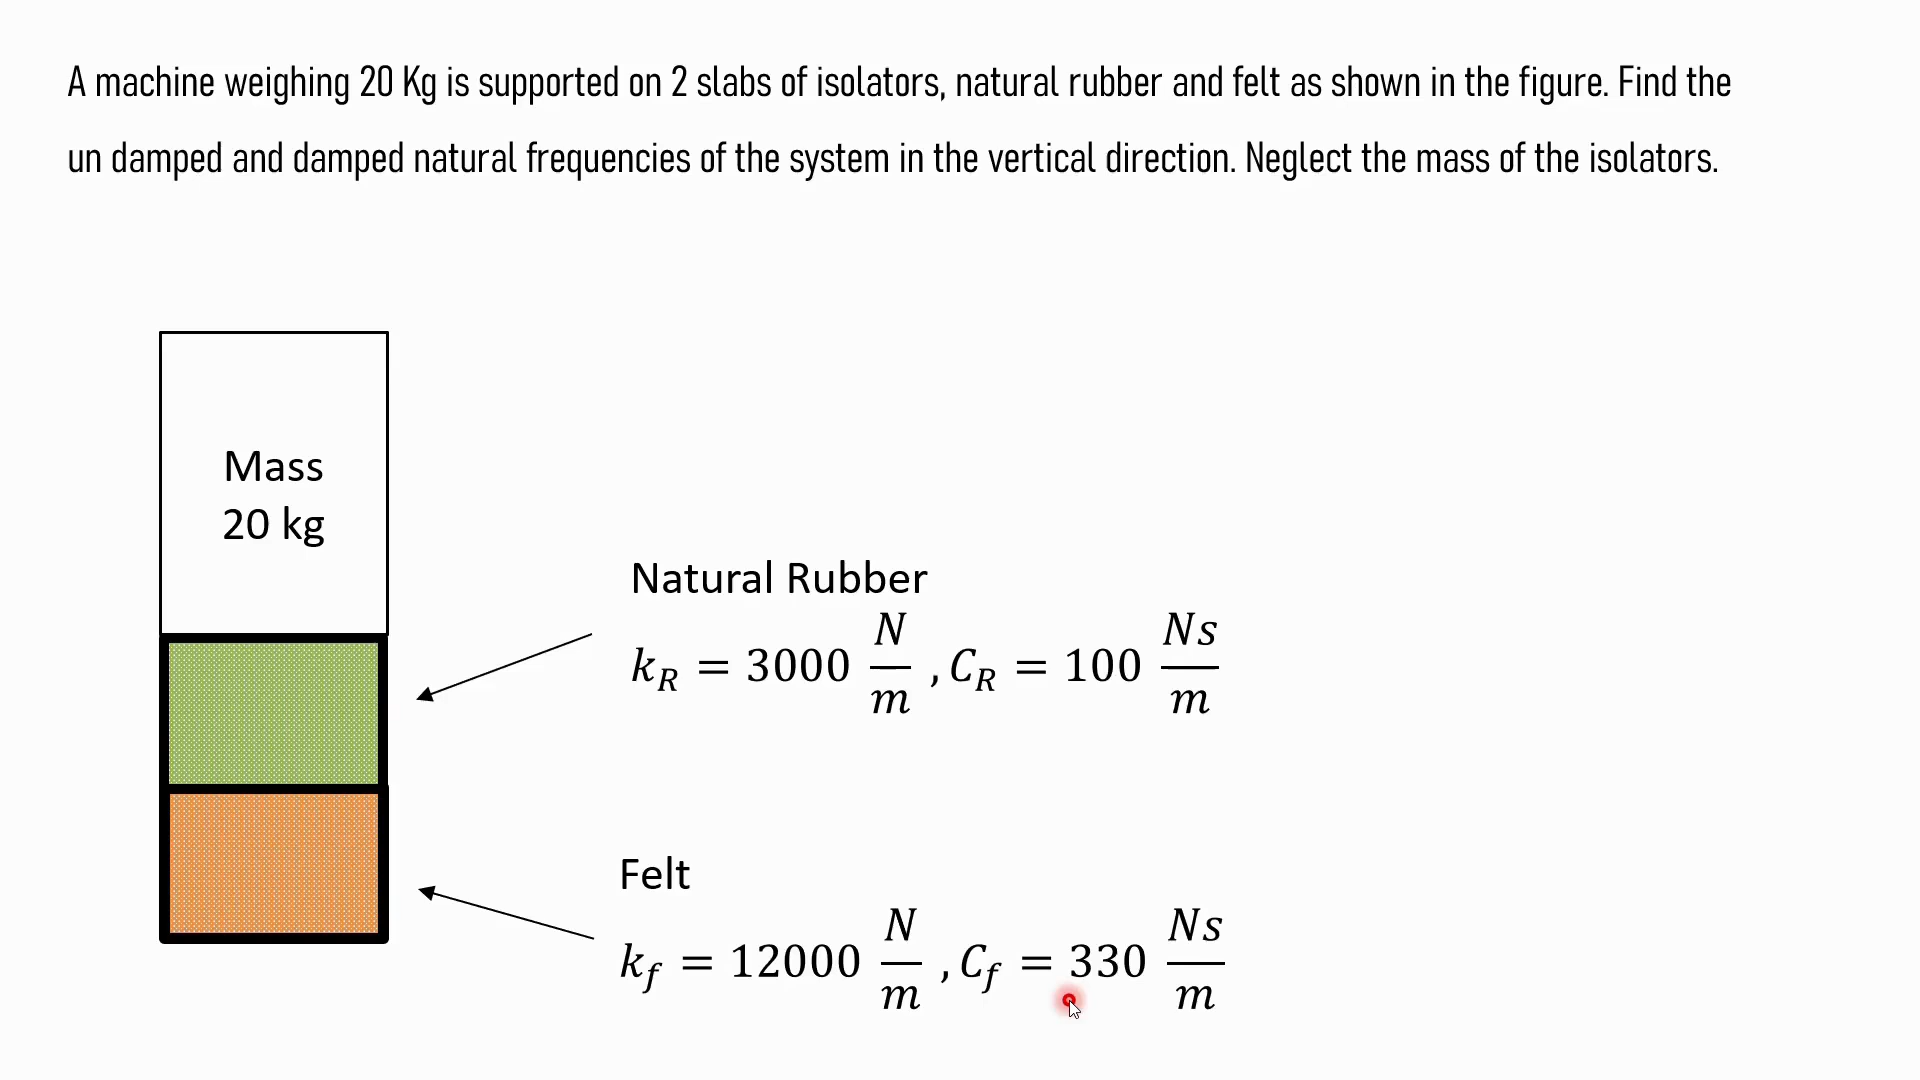 A machine weighing 20 Kg is supported on 2 slabs of isolators, natural rubber and felt as shown in the figure. Find the
un damped and damped natural frequencies of the system in the vertical direction. Neglect the mass of the isolators.
Mass
20 kg
Natural Rubber
k_R = 3000 N/m , C_R = 100 Ns/m
Felt
k_f = 12000 N/m , C_f = 330 Ns/m